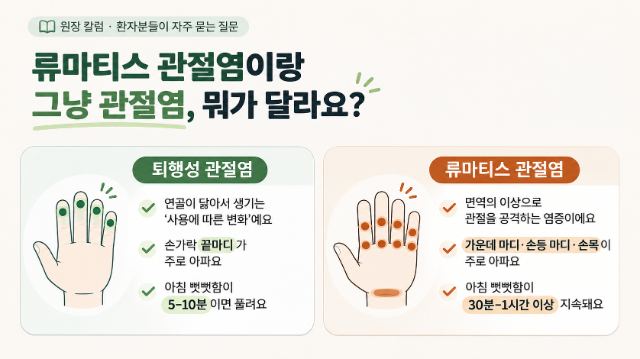 원장 칼럼 · 환자분들이 자주 묻는 질문
류마티스 관절염이랑
그냥 관절염, 뭐가 달라요?
퇴행성 관절염
연골이 닳아서 생기는
‘사용에 따른 변화’예요
손가락 끝마디가
주로 아파요
아침 뻣뻣함이
5–10분이면 풀려요
류마티스 관절염
면역의 이상으로
관절을 공격하는 염증이에요
가운데 마디·손등 마디·손목이
주로 아파요
아침 뻣뻣함이
30분–1시간 이상 지속돼요